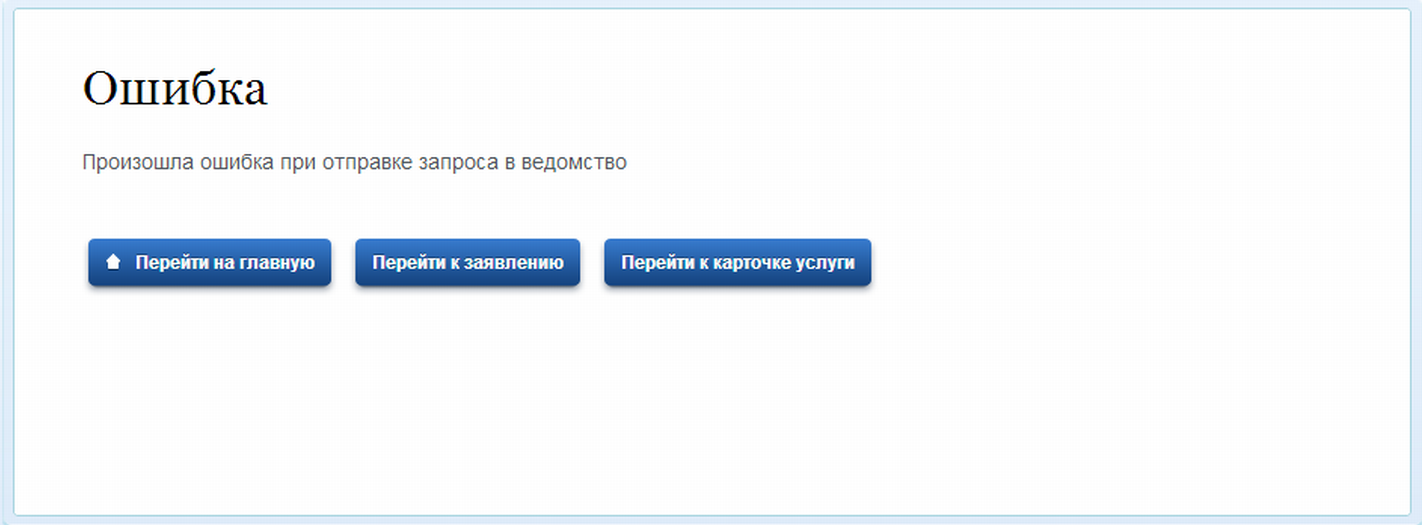 Ошибка
Произошла ошибка при отправке запроса в ведомство
Перейти на главную
Перейти к заявлению
Перейти к карточке услуги